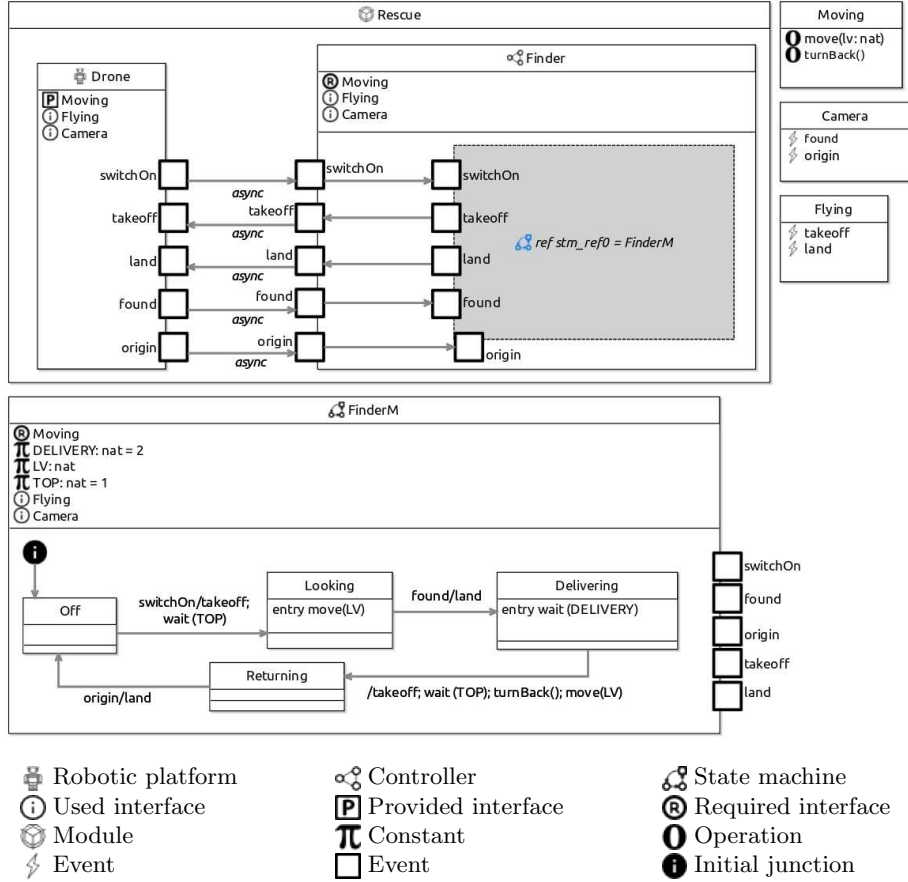 Rescue
Moving
move(lv: nat)
turnBack()
Drone
Moving
Flying
Camera
Finder
Moving
Flying
Camera
Camera
found
origin
Flying
takeoff
land
switchOn
async
switchOn
switchOn
takeoff
async
takeoff
takeoff
ref stm_ref0 = FinderM
land
async
land
land
found
async
found
found
origin
async
origin
origin
FinderM
Moving
DELIVERY: nat = 2
LV: nat
TOP: nat = 1
Flying
Camera
i
Off
switchOn/takeoff;
wait (TOP)
Looking
entry move(LV)
found/land
Delivering
entry wait (DELIVERY)
switchOn
found
origin
takeoff
land
Returning
origin/land
/takeoff; wait (TOP); turnBack(); move(LV)
Robotic platform
Controller
State machine
Used interface
P Provided interface
R Required interface
Module
π Constant
O Operation
Event
Event
i Initial junction